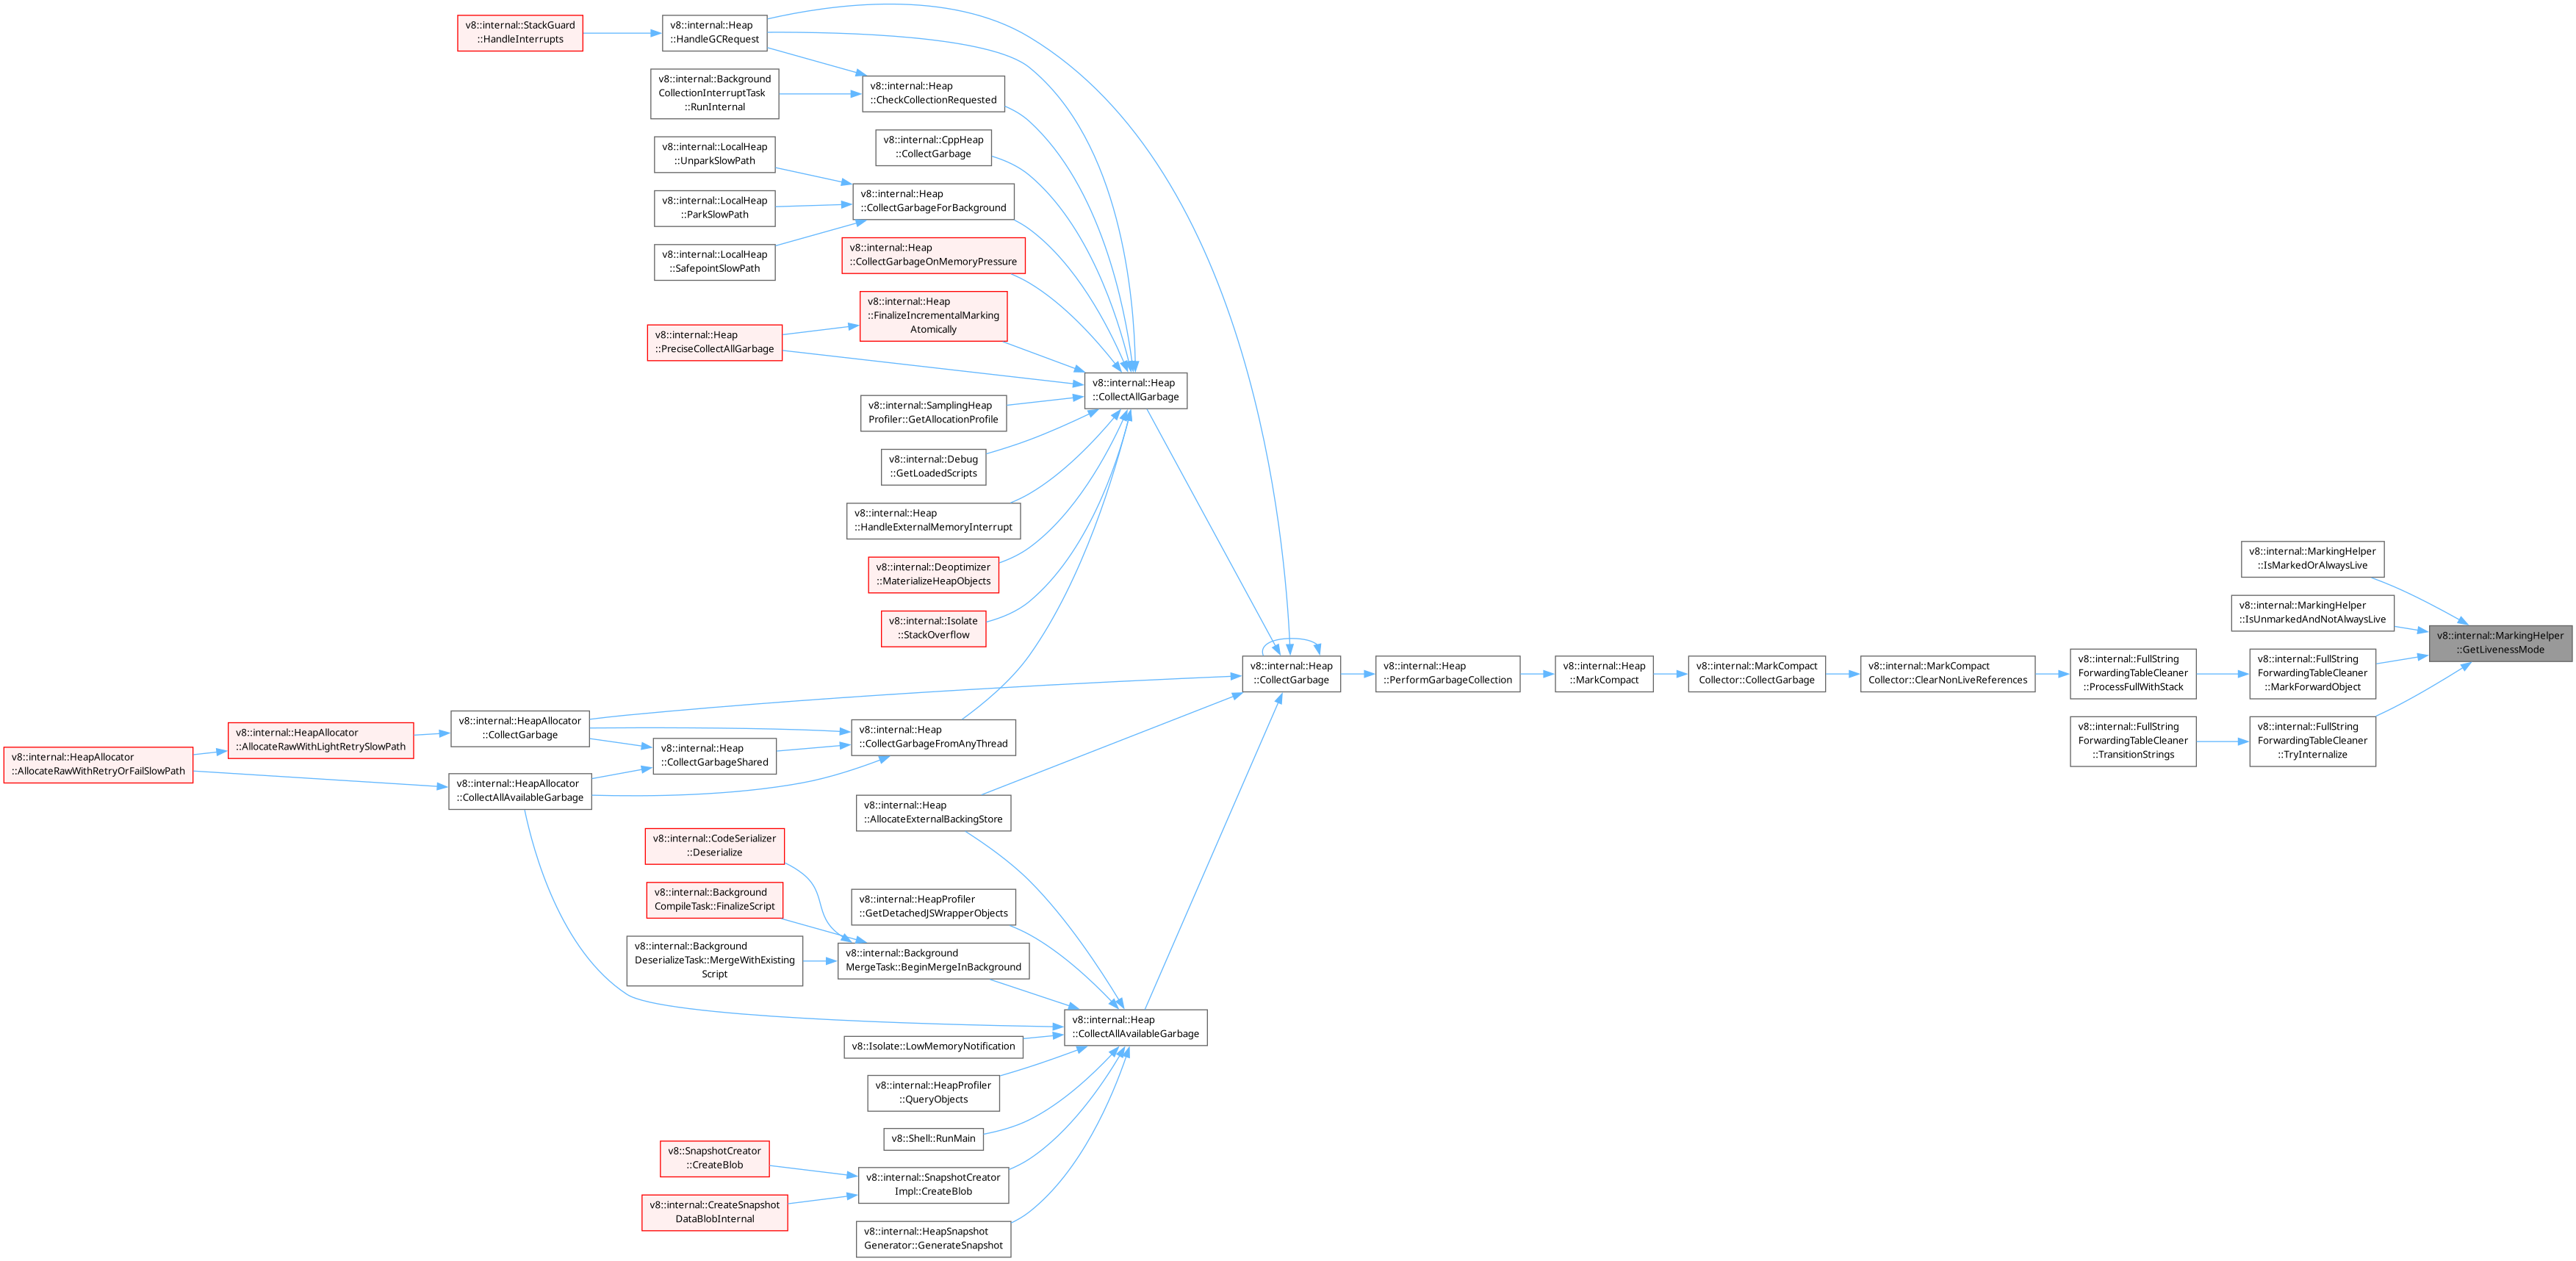 v8::internal::StackGuard
::HandleInterrupts
v8::internal::Heap
::HandleGCRequest
v8::internal::Background
CollectionInterruptTask
::RunInternal
v8::internal::Heap
::CheckCollectionRequested
v8::internal::CppHeap
::CollectGarbage
v8::internal::LocalHeap
::UnparkSlowPath
v8::internal::LocalHeap
::ParkSlowPath
v8::internal::Heap
::CollectGarbageForBackground
v8::internal::LocalHeap
::SafepointSlowPath
v8::internal::Heap
::CollectGarbageOnMemoryPressure
v8::internal::Heap
::FinalizeIncrementalMarking
Atomically
v8::internal::Heap
::PreciseCollectAllGarbage
v8::internal::Heap
::CollectAllGarbage
v8::internal::SamplingHeap
Profiler::GetAllocationProfile
v8::internal::Debug
::GetLoadedScripts
v8::internal::Heap
::HandleExternalMemoryInterrupt
v8::internal::Deoptimizer
::MaterializeHeapObjects
v8::internal::Isolate
::StackOverflow
v8::internal::MarkingHelper
::IsMarkedOrAlwaysLive
v8::internal::MarkingHelper
::IsUnmarkedAndNotAlwaysLive
v8::internal::MarkingHelper
::GetLivenessMode
v8::internal::Heap
::CollectGarbage
v8::internal::Heap
::PerformGarbageCollection
v8::internal::Heap
::MarkCompact
v8::internal::MarkCompact
Collector::CollectGarbage
v8::internal::MarkCompact
Collector::ClearNonLiveReferences
v8::internal::FullString
ForwardingTableCleaner
::ProcessFullWithStack
v8::internal::FullString
ForwardingTableCleaner
::MarkForwardObject
v8::internal::FullString
ForwardingTableCleaner
::TransitionStrings
v8::internal::FullString
ForwardingTableCleaner
::TryInternalize
v8::internal::HeapAllocator
::AllocateRawWithRetryOrFailSlowPath
v8::internal::HeapAllocator
::AllocateRawWithLightRetrySlowPath
v8::internal::HeapAllocator
::CollectGarbage
v8::internal::Heap
::CollectGarbageShared
v8::internal::Heap
::CollectGarbageFromAnyThread
v8::internal::HeapAllocator
::CollectAllAvailableGarbage
v8::internal::Heap
::AllocateExternalBackingStore
v8::internal::CodeSerializer
::Deserialize
v8::internal::Background
CompileTask::FinalizeScript
v8::internal::HeapProfiler
::GetDetachedJSWrapperObjects
v8::internal::Background
DeserializeTask::MergeWithExisting
Script
v8::internal::Background
MergeTask::BeginMergeInBackground
v8::internal::Heap
::CollectAllAvailableGarbage
v8::Isolate::LowMemoryNotification
v8::internal::HeapProfiler
::QueryObjects
v8::Shell::RunMain
v8::SnapshotCreator
::CreateBlob
v8::internal::SnapshotCreator
Impl::CreateBlob
v8::internal::CreateSnapshot
DataBlobInternal
v8::internal::HeapSnapshot
Generator::GenerateSnapshot